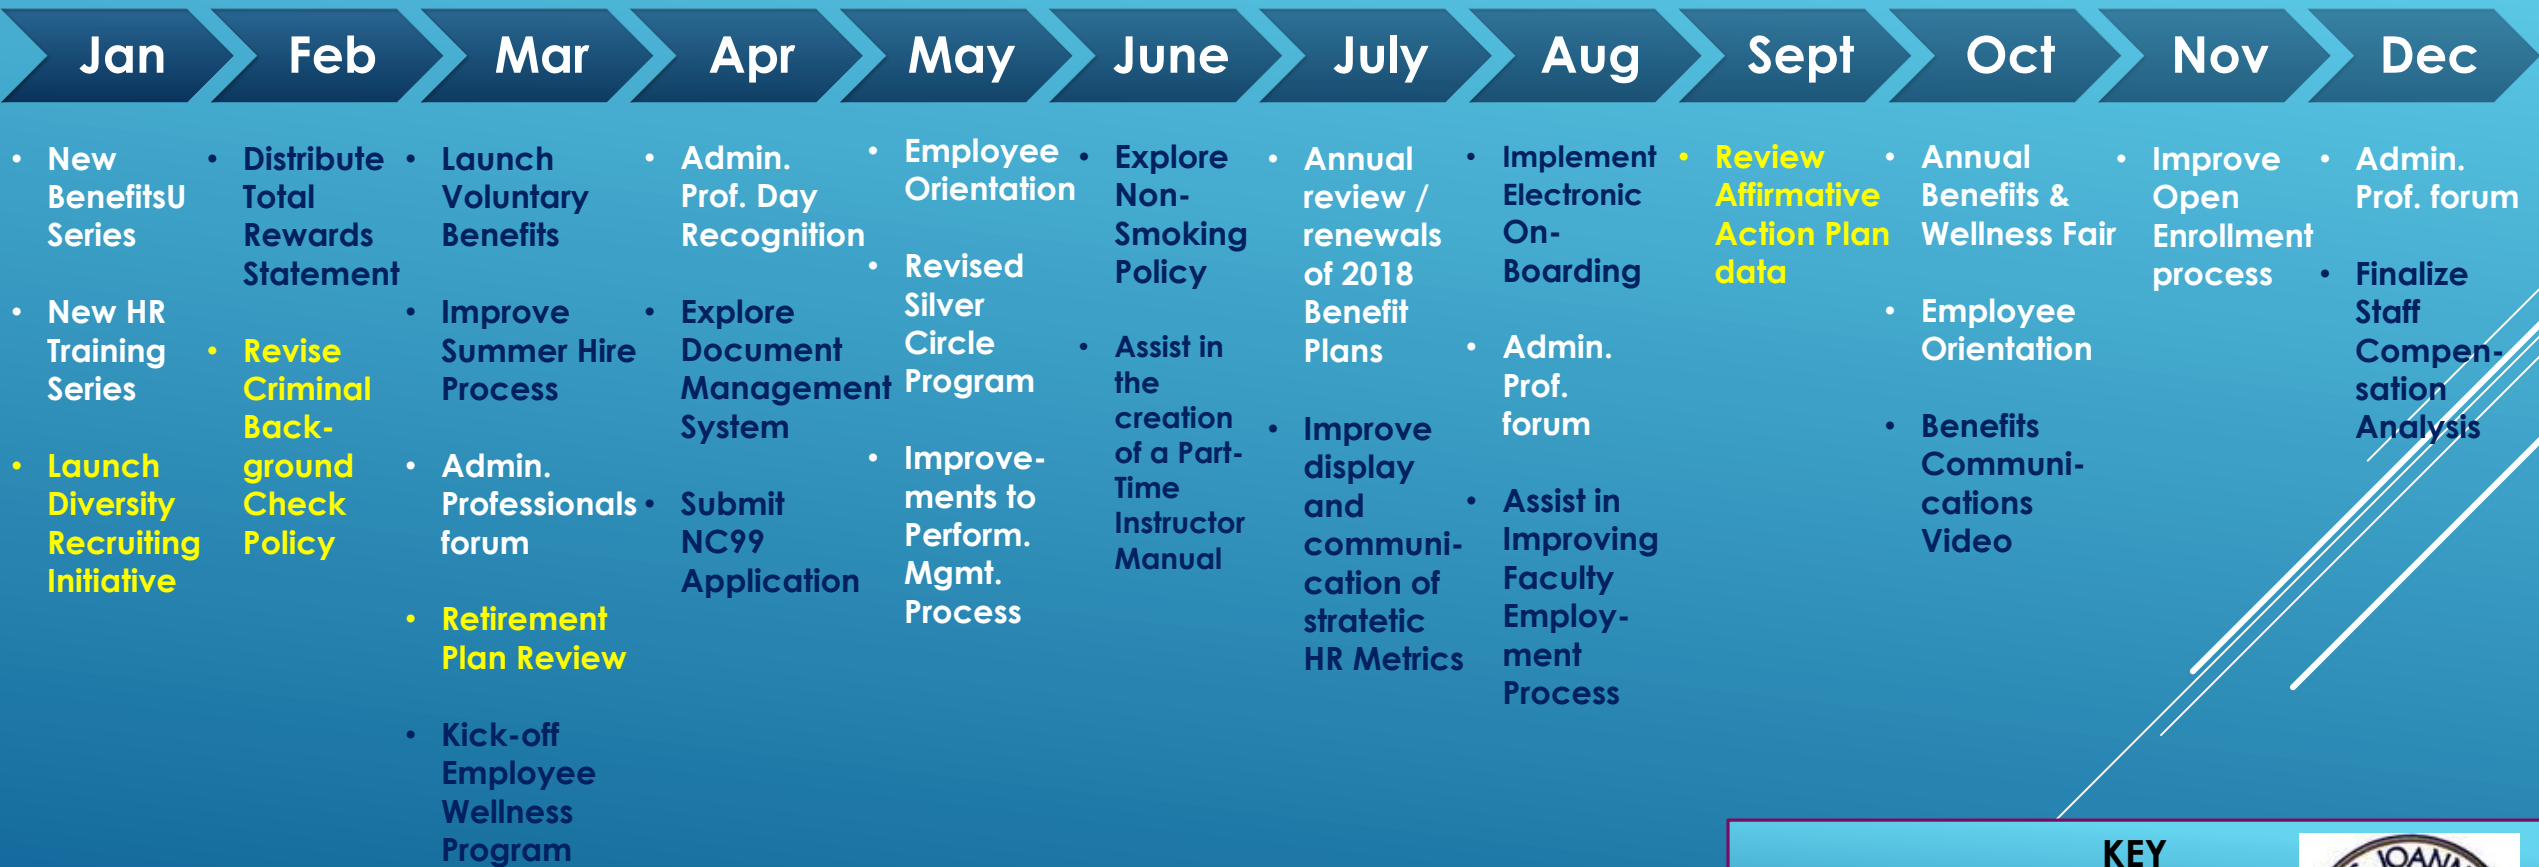 Jan Feb Mar Apr May June July Aug Sept Oct Nov Dec
• New
BenefitsU
Series
• New HR
Training
Series
• Launch
Diversity
Recruiting
Initiative
• Distribute
Total
Rewards
Statement
• Revise
Criminal
Back-
ground
Check
Policy
• Launch
Voluntary
Benefits
• Improve
Summer Hire
Process
• Admin.
Professionals
forum
• Retirement
Plan Review
• Kick-off
Employee
Wellness
Program
• Admin.
Prof. Day
Recognition
• Explore
Document
Management
System
• Submit
NC99
Application
• Employee
Orientation
• Revised
Silver
Circle
Program
• Improve-
ments to
Perform.
Mgmt.
Process
• Explore
Non-
Smoking
Policy
• Assist in
the
creation
of a Part-
Time
Instructor
Manual
• Annual
review /
renewals
of 2018
Benefit
Plans
• Improve
display
and
communi-
cation of
stratetic
HR Metrics
• Implement
Electronic
On-
Boarding
• Admin.
Prof.
forum
• Assist in
Improving
Faculty
Employ-
ment
Process
• Review
Affirmative
Action Plan
data
• Annual
Benefits &
Wellness Fair
• Employee
Orientation
• Benefits
Communi-
cations
Video
• Improve
Open
Enrollment
process
• Admin.
Prof. forum
• Finalize
Staff
Compen-
sation
Analysis
KEY